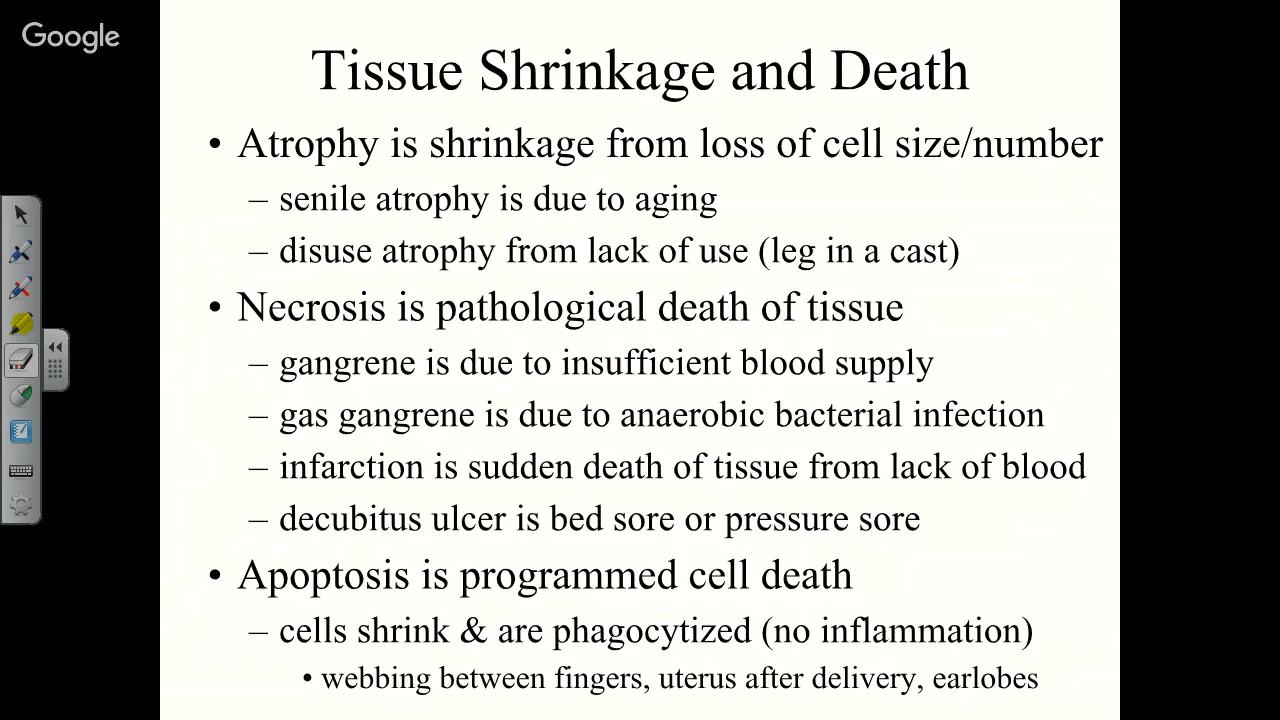 Google
Tissue Shrinkage and Death
• Atrophy is shrinkage from loss of cell size/number
– senile atrophy is due to aging
– disuse atrophy from lack of use (leg in a cast)
• Necrosis is pathological death of tissue
– gangrene is due to insufficient blood supply
– gas gangrene is due to anaerobic bacterial infection
– infarction is sudden death of tissue from lack of blood
– decubitus ulcer is bed sore or pressure sore
• Apoptosis is programmed cell death
– cells shrink & are phagocytized (no inflammation)
• webbing between fingers, uterus after delivery, earlobes